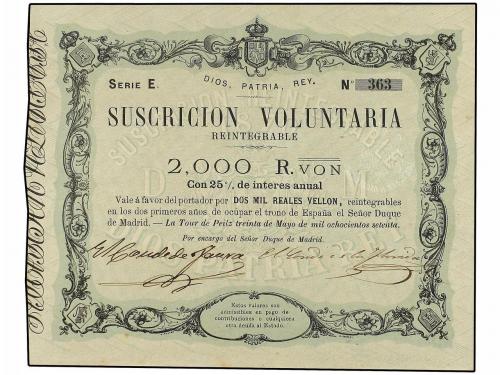 DIOS, PATRIA, REY.
SERIE E. Nº 363
SUSCRICION VOLUNTARIA
REINTEGRABLE
2,000 R. VON
Con 25 %, de interes anual
Vale á favor del portador por DOS MIL REALES VELLON, reintegrables
en los dos primeros años de ocupar el trono de España el Señor Duque
de Madrid. — La Tour de Peilz treinta de Mayo de mil ochocientos setenta.
Por encargo del Señor Duque de Madrid.
Estos valores son
admisibles en pago de
contribuciones o cualquiera
otra deuda al Estado.